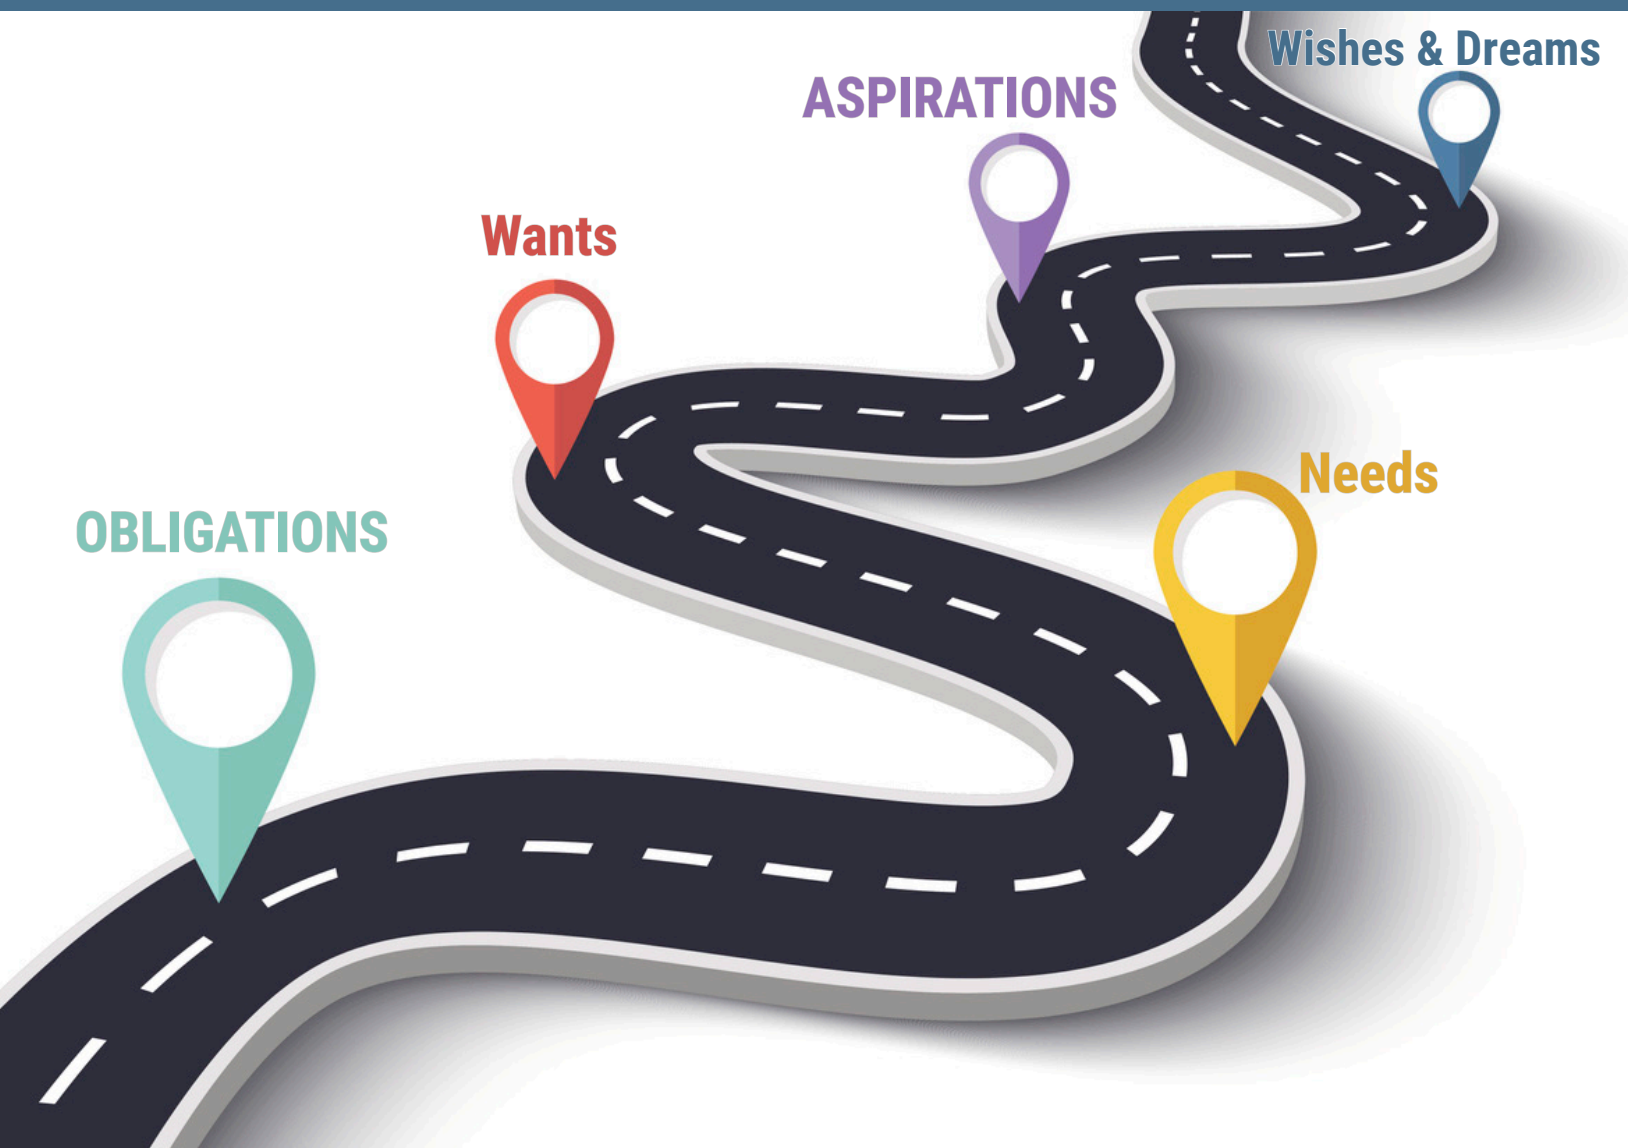 Wishes & Dreams
ASPIRATIONS
Wants
Needs
OBLIGATIONS